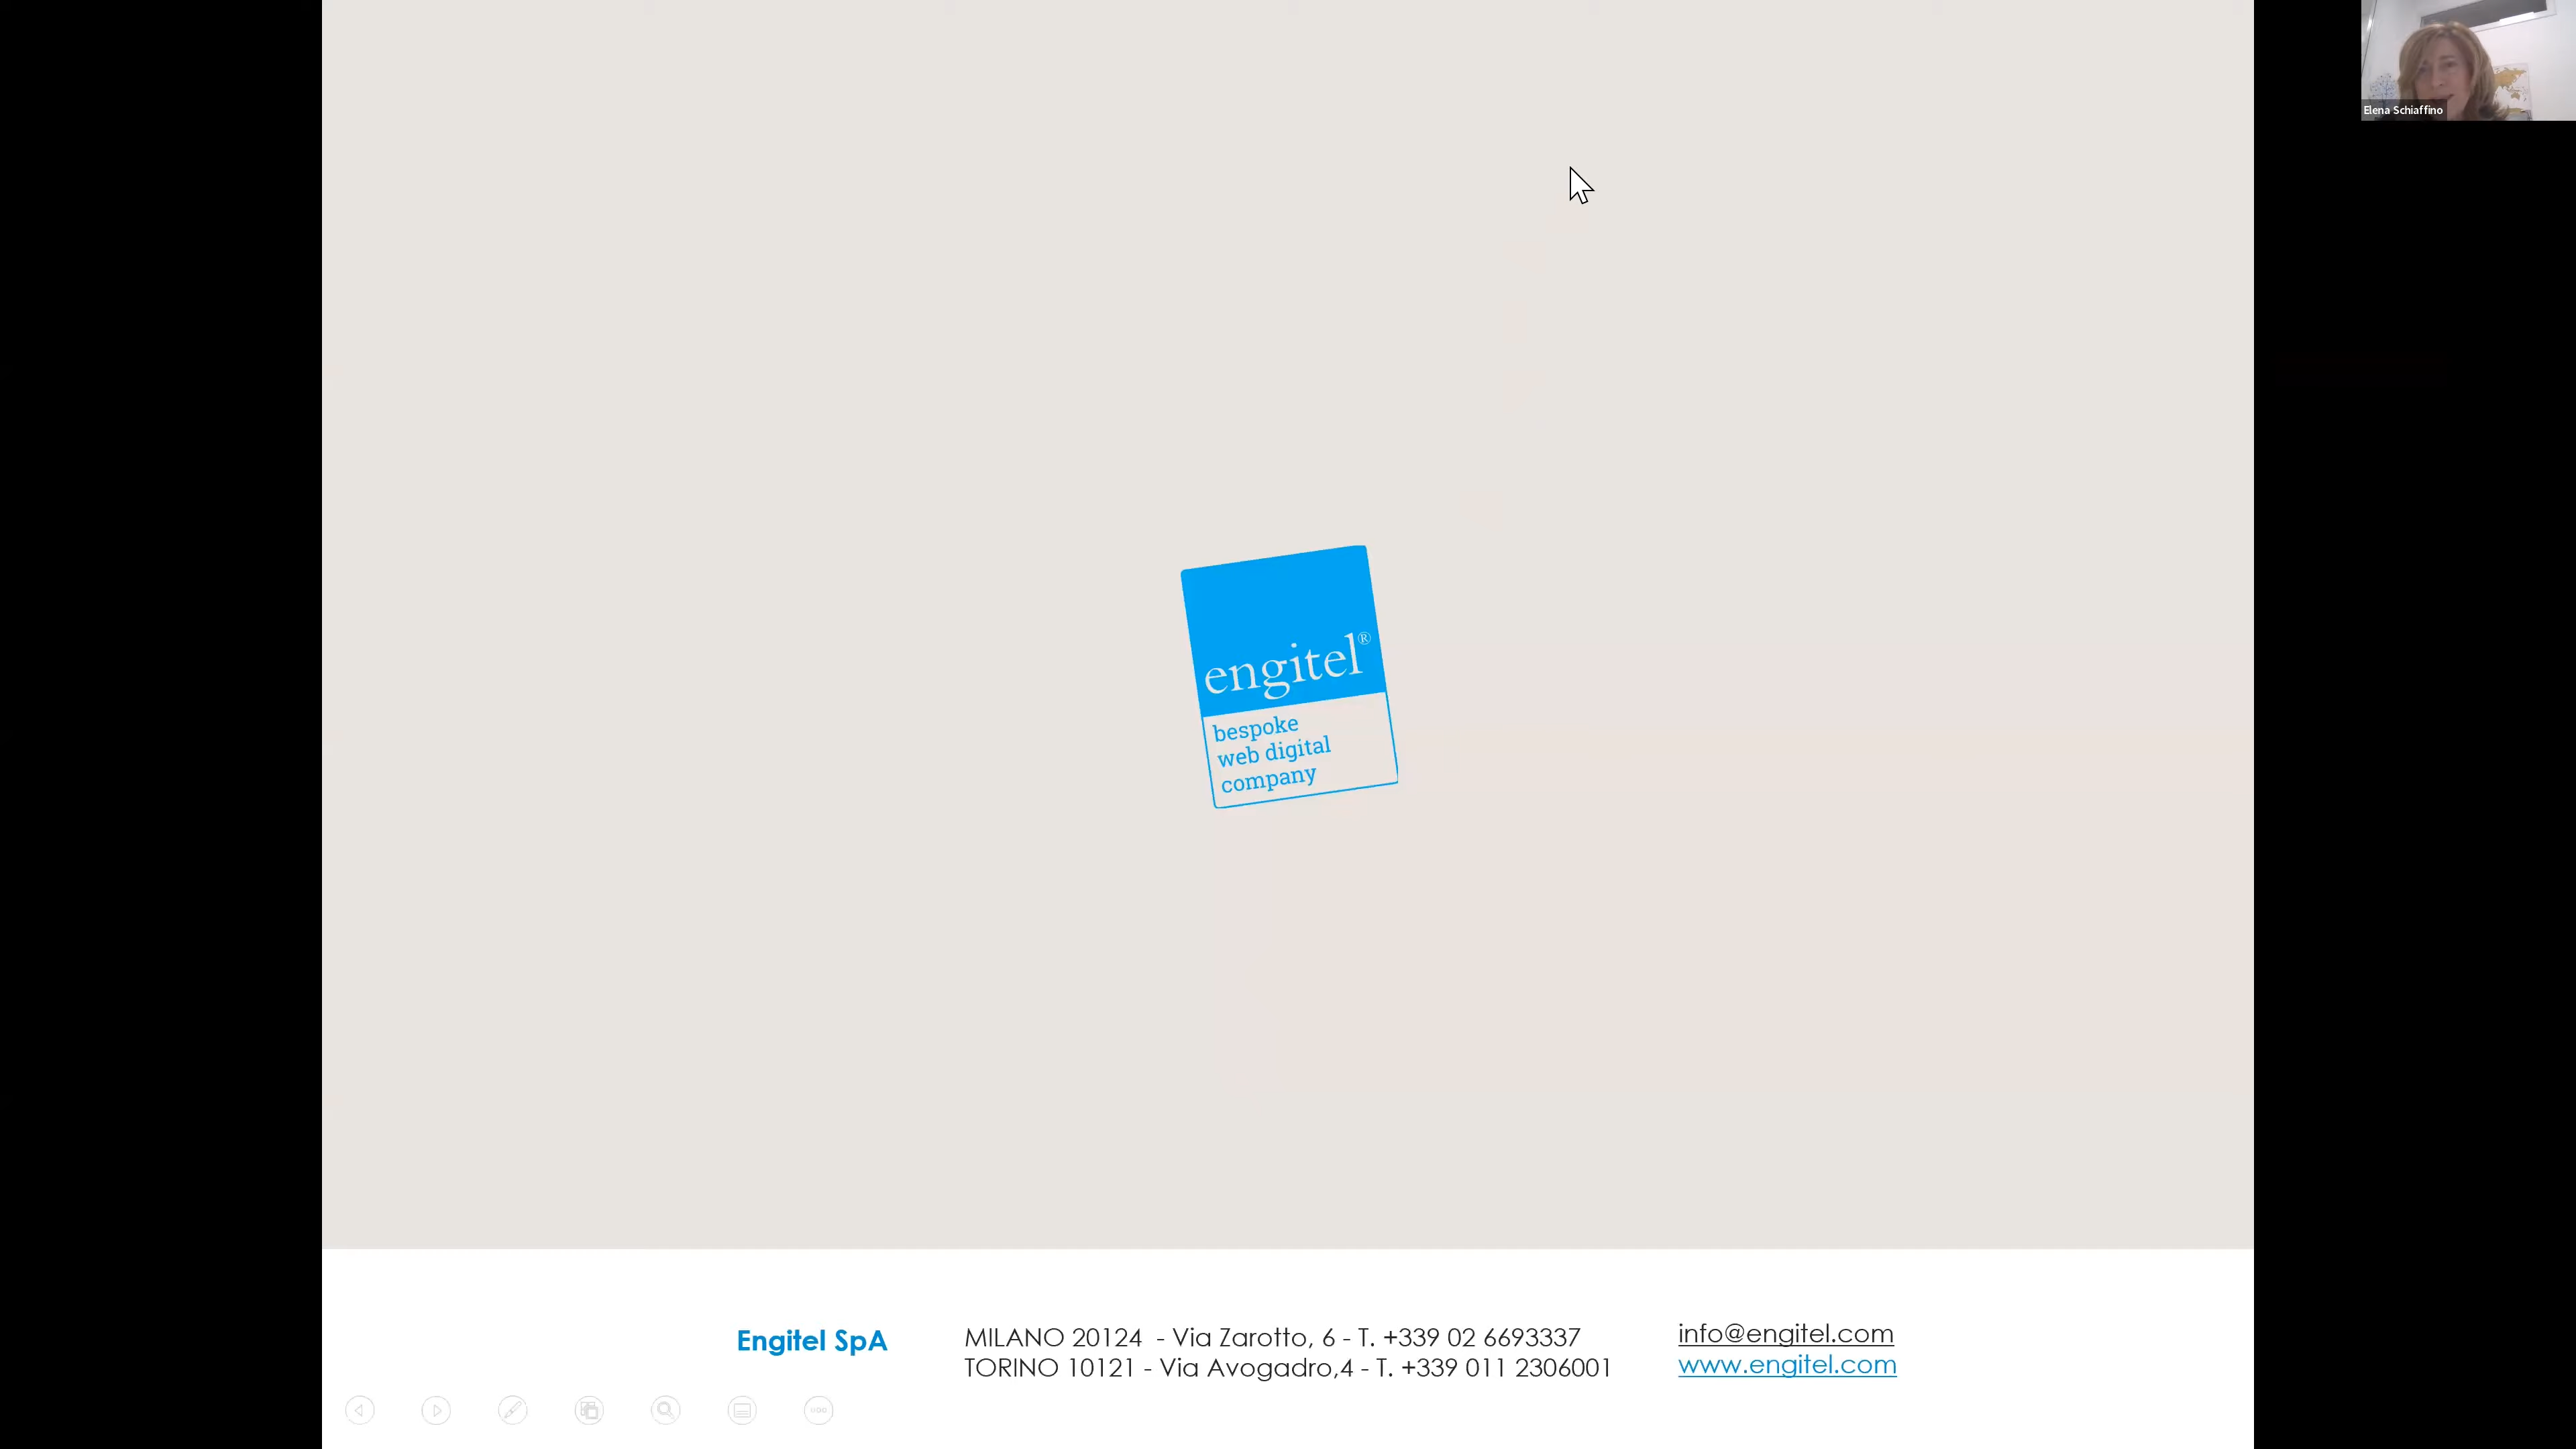 Elena Schiaffino
engitel®
bespoke
web digital
company
Engitel SpA
MILANO 20124 - Via Zarotto, 6 - T. +339 02 6693337
TORINO 10121 - Via Avogadro,4 - T. +339 011 2306001
info@engitel.com
www.engitel.com